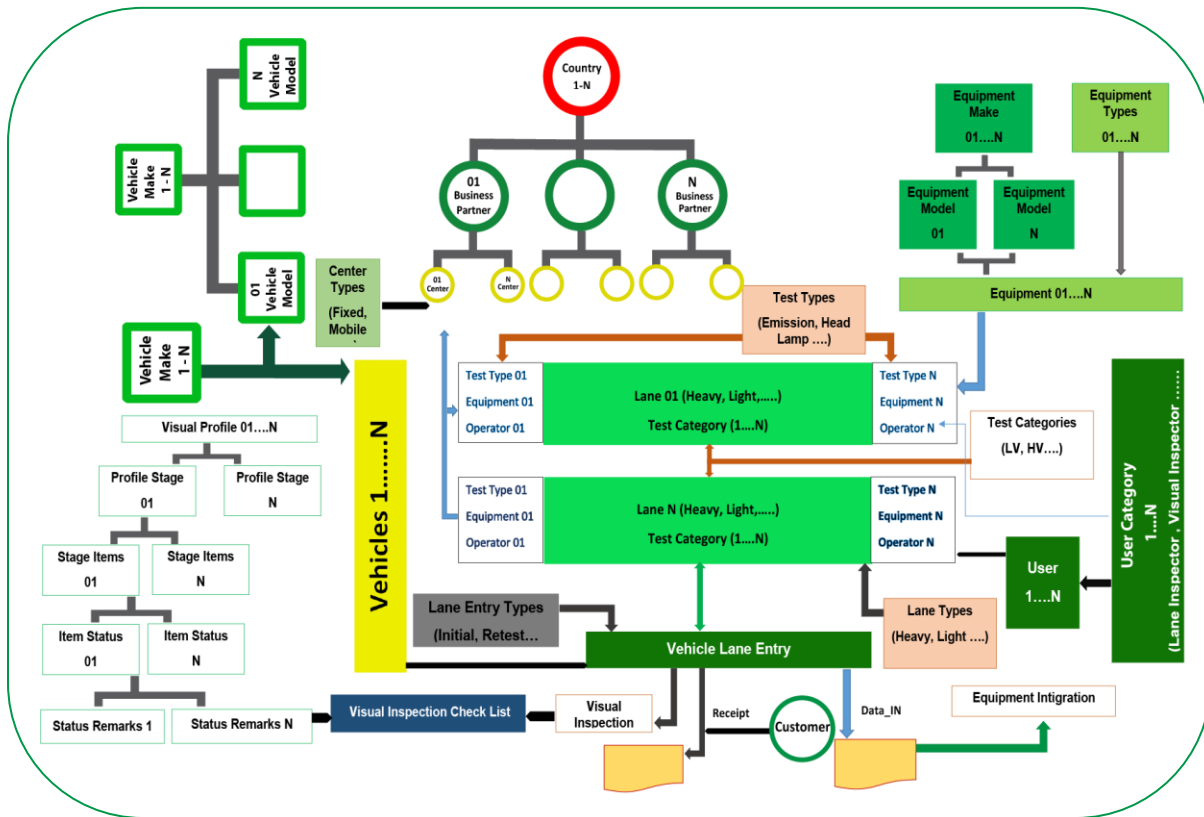 N
Vehicle
Model
Vehicle
Make
1 - N
01
Vehicle
Model
Country
1-N
01
Business
Partner
N
Business
Partner
01
Center
N
Center
Equipment
Make
01….N
Equipment
Types
01….N
Equipment
Model
01
Equipment
Model
N
Equipment 01….N
Center
Types
(Fixed,
Mobile
Test Types
(Emission, Head
Lamp ….)
Vehicle
Make
1 - N
Vehicles 1…….N
Test Type 01
Equipment 01
Operator 01
Lane 01 (Heavy, Light,…..)
Test Category (1….N)
Test Type N
Equipment N
Operator N
Test Categories
(LV, HV….)
Test Type 01
Equipment 01
Operator 01
Lane N (Heavy, Light,…..)
Test Category (1….N)
Test Type N
Equipment N
Operator N
User Category
1….N
(Lane Inspector , Visual Inspector ……
User
1….N
Visual Profile 01….N
Profile Stage
01
Profile Stage
N
Stage Items
01
Stage Items
N
Item Status
01
Item Status
N
Status Remarks 1
Status Remarks N
Lane Entry Types
(Initial, Retest…
Lane Types
(Heavy, Light ….)
Vehicle Lane Entry
Visual Inspection Check List
Visual
Inspection
Receipt
Customer
Data_IN
Equipment Intigration